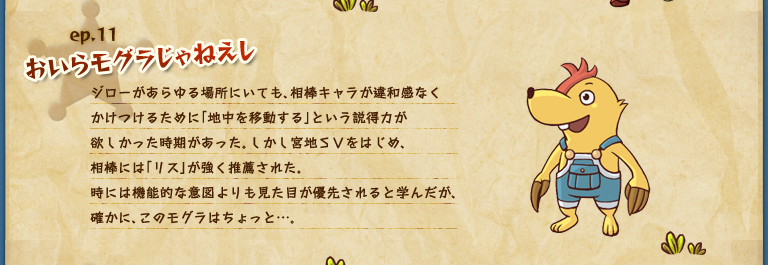 ep.11
おいらモグラじゃねえし
ジローがあらゆる場所にいても、相棒キャラが違和感なく
かけつけるために「地中を移動する」という説得力が
欲しかった時期があった。しかし宮地SVをはじめ、
相棒には「リス」が強く推薦された。
時には機能的な意図よりも見た目が優先されると学んだが、
確かに、このモグラはちょっと…。